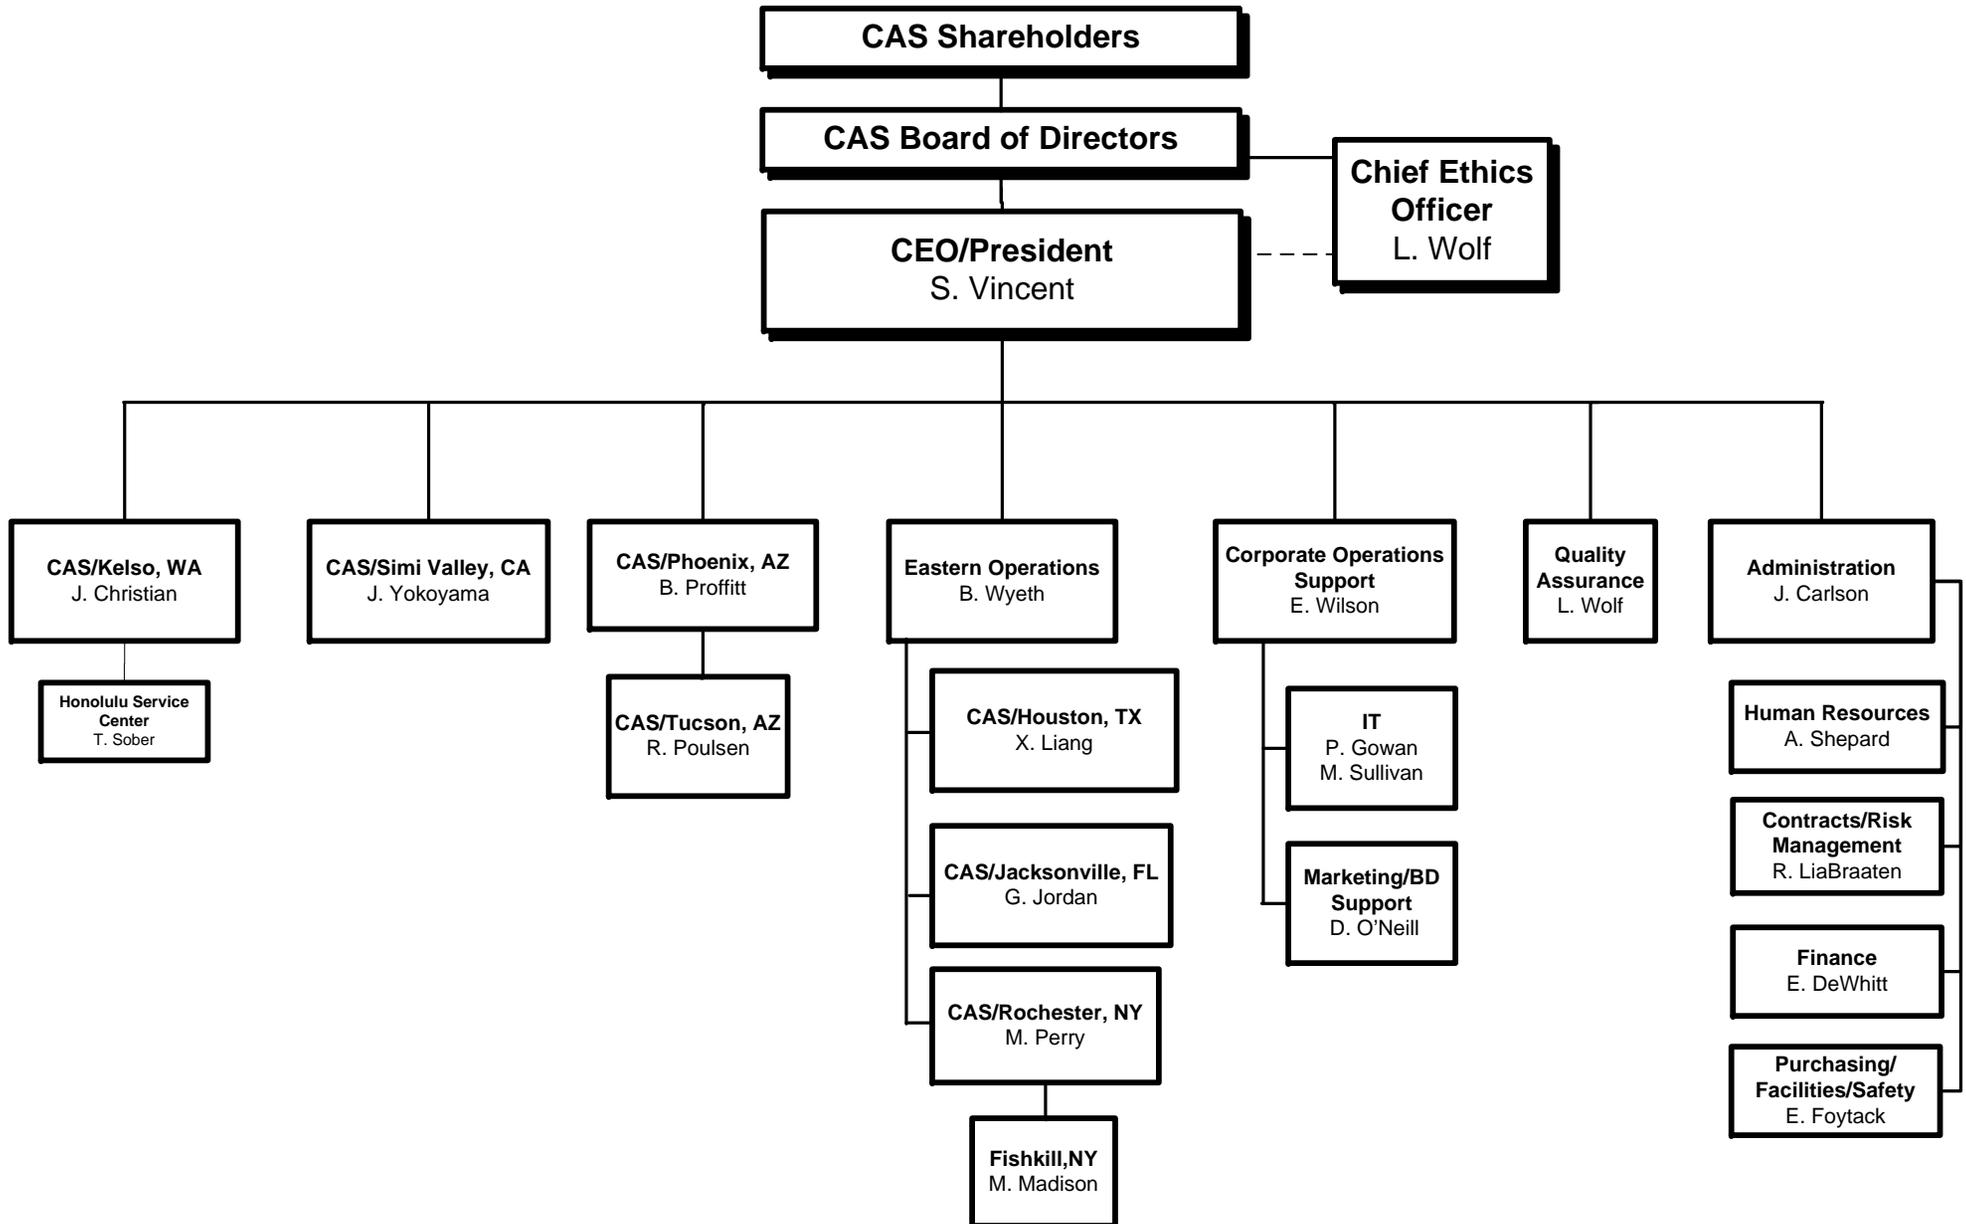 CAS Shareholders
CAS Board of Directors
Chief Ethics
Officer
L. Wolf
CEO/President
S. Vincent
CAS/Kelso, WA
J. Christian
CAS/Simi Valley, CA
J. Yokoyama
CAS/Phoenix, AZ
B. Proffitt
Eastern Operations
B. Wyeth
Corporate Operations
Support
E. Wilson
Quality
Assurance
L. Wolf
Administration
J. Carlson
Honolulu Service
Center
T. Sober
CAS/Tucson, AZ
R. Poulsen
CAS/Houston, TX
X. Liang
CAS/Jacksonville, FL
G. Jordan
CAS/Rochester, NY
M. Perry
Fishkill,NY
M. Madison
IT
P. Gowan
M. Sullivan
Marketing/BD
Support
D. O’Neill
Human Resources
A. Shepard
Contracts/Risk
Management
R. LiaBraaten
Finance
E. DeWhitt
Purchasing/
Facilities/Safety
E. Foytack